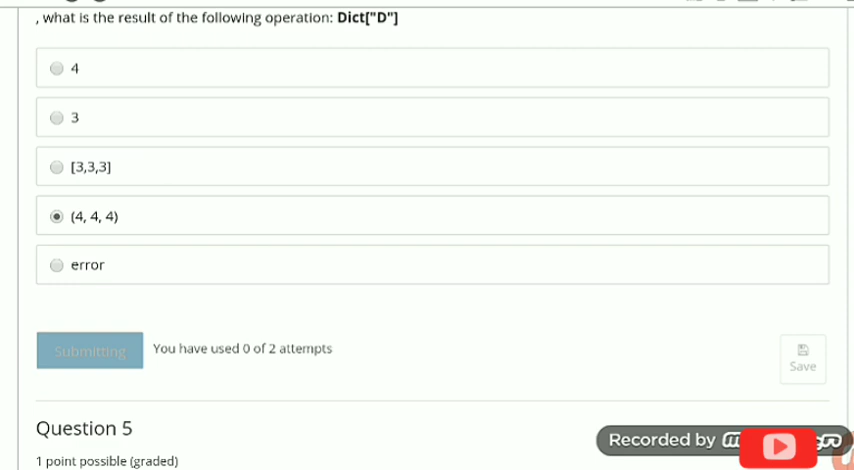 , what is the result of the following operation: Dict["D"]
4
3
[3,3,3]
(4, 4, 4)
error
Submitting
You have used 0 of 2 attempts
Save
Question 5
1 point possible (graded)
Recorded by